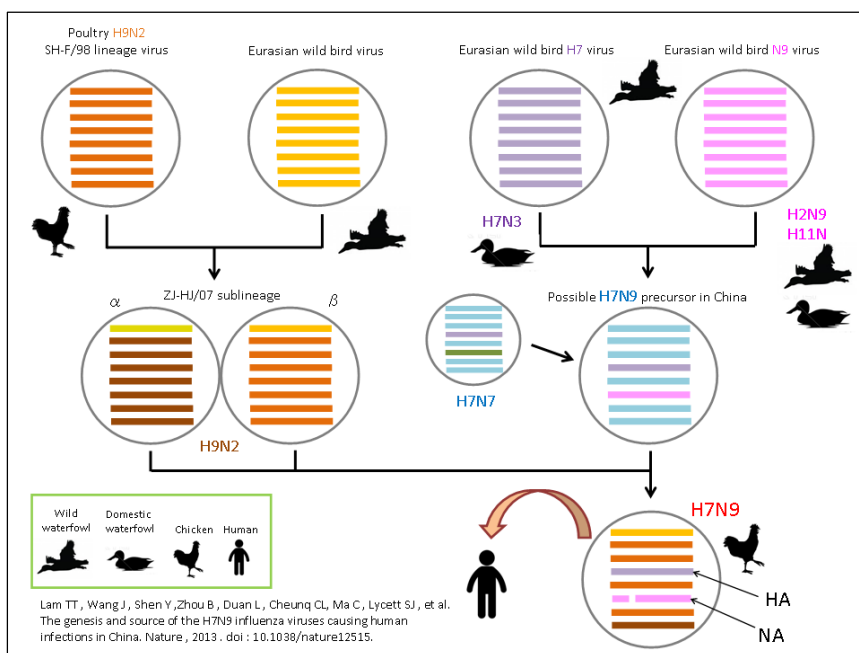 Poultry H9N2
SH-F/98 lineage virus
Eurasian wild bird virus
Eurasian wild bird H7 virus
Eurasian wild bird N9 virus
H7N3
H2N9
H11N
α
ZJ-HJ/07 sublineage
β
Possible H7N9 precursor in China
H7N7
H9N2
H7N9
HA
NA
Wild
waterfowl
Domestic
waterfowl
Chicken
Human
Lam TT , Wang J , Shen Y ,Zhou B , Duan L , Cheunq CL, Ma C , Lycett SJ , et al.
The genesis and source of the H7N9 influenza viruses causing human
infections in China. Nature , 2013 . doi : 10.1038/nature12515.